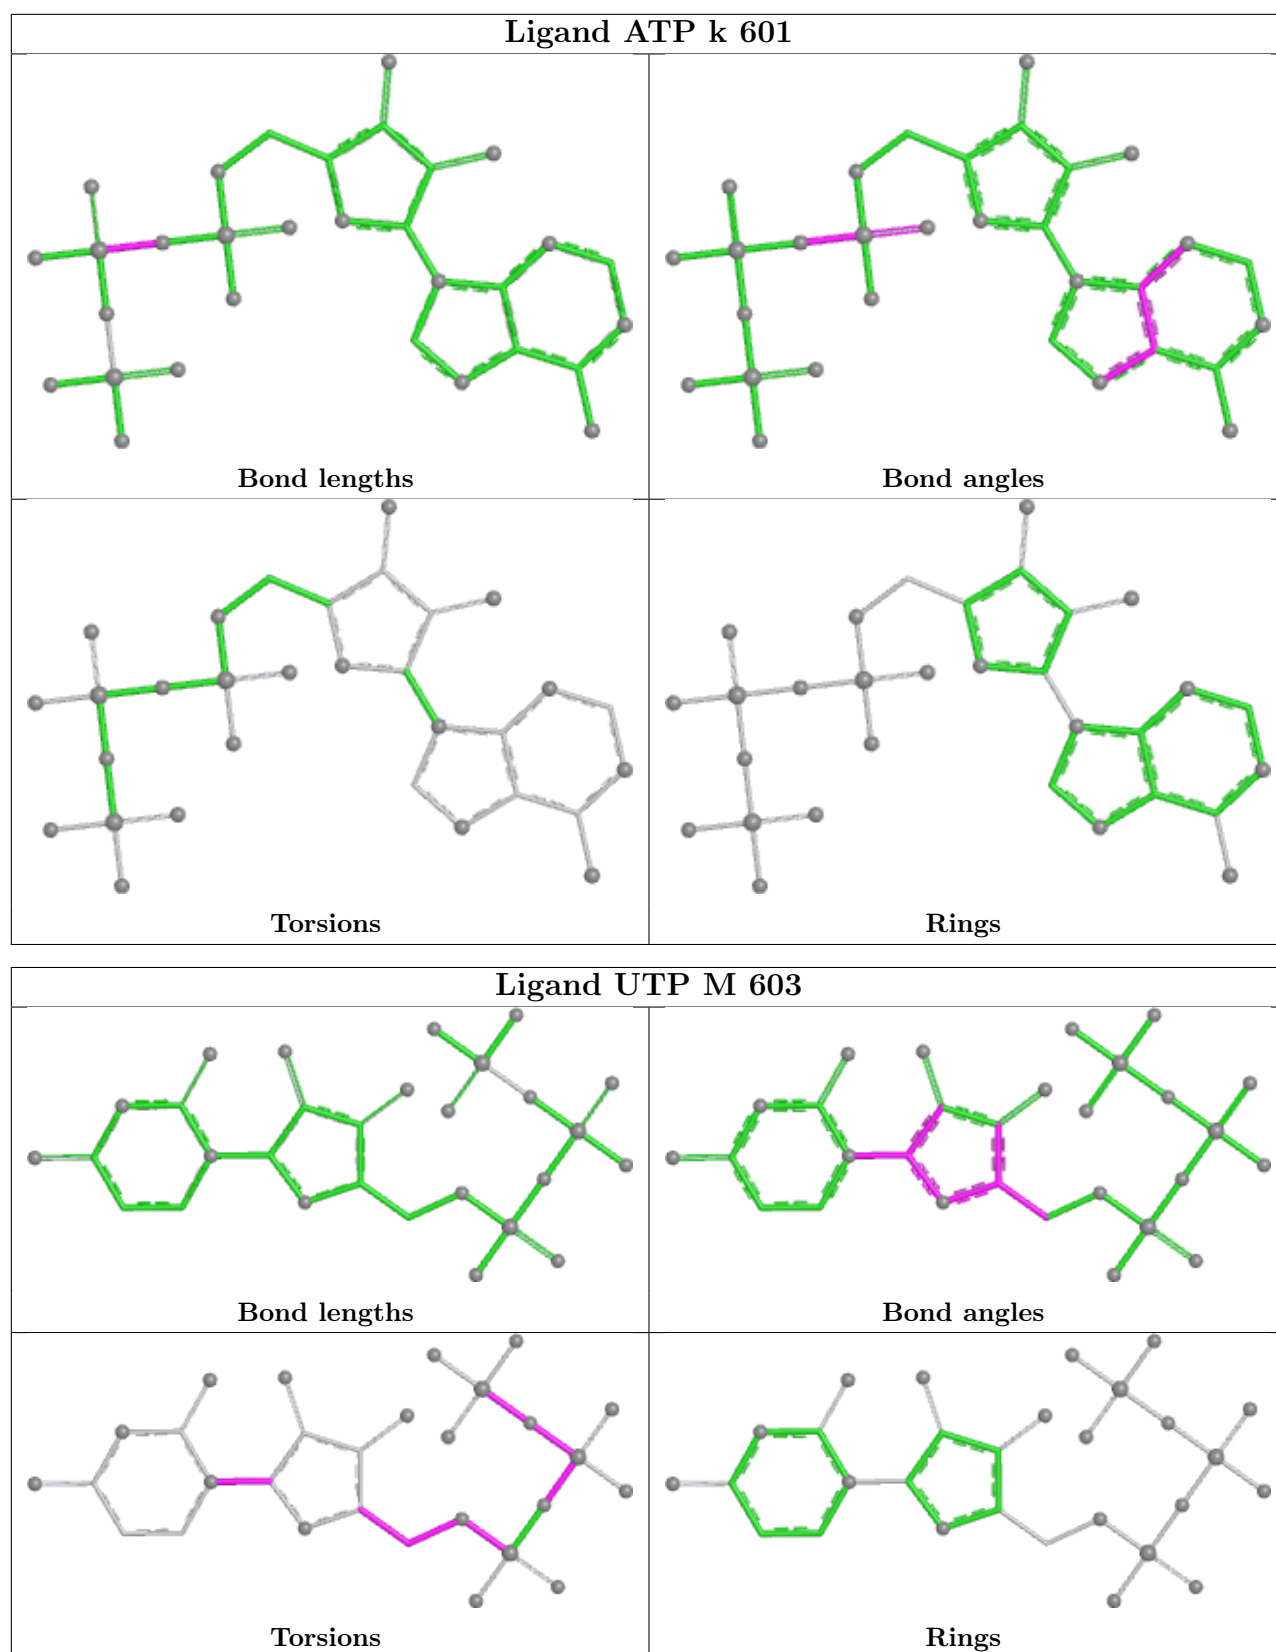 Ligand ATP k 601
Bond lengths
Bond angles
Torsions
Rings
Ligand UTP M 603
Bond lengths
Bond angles
Torsions
Rings